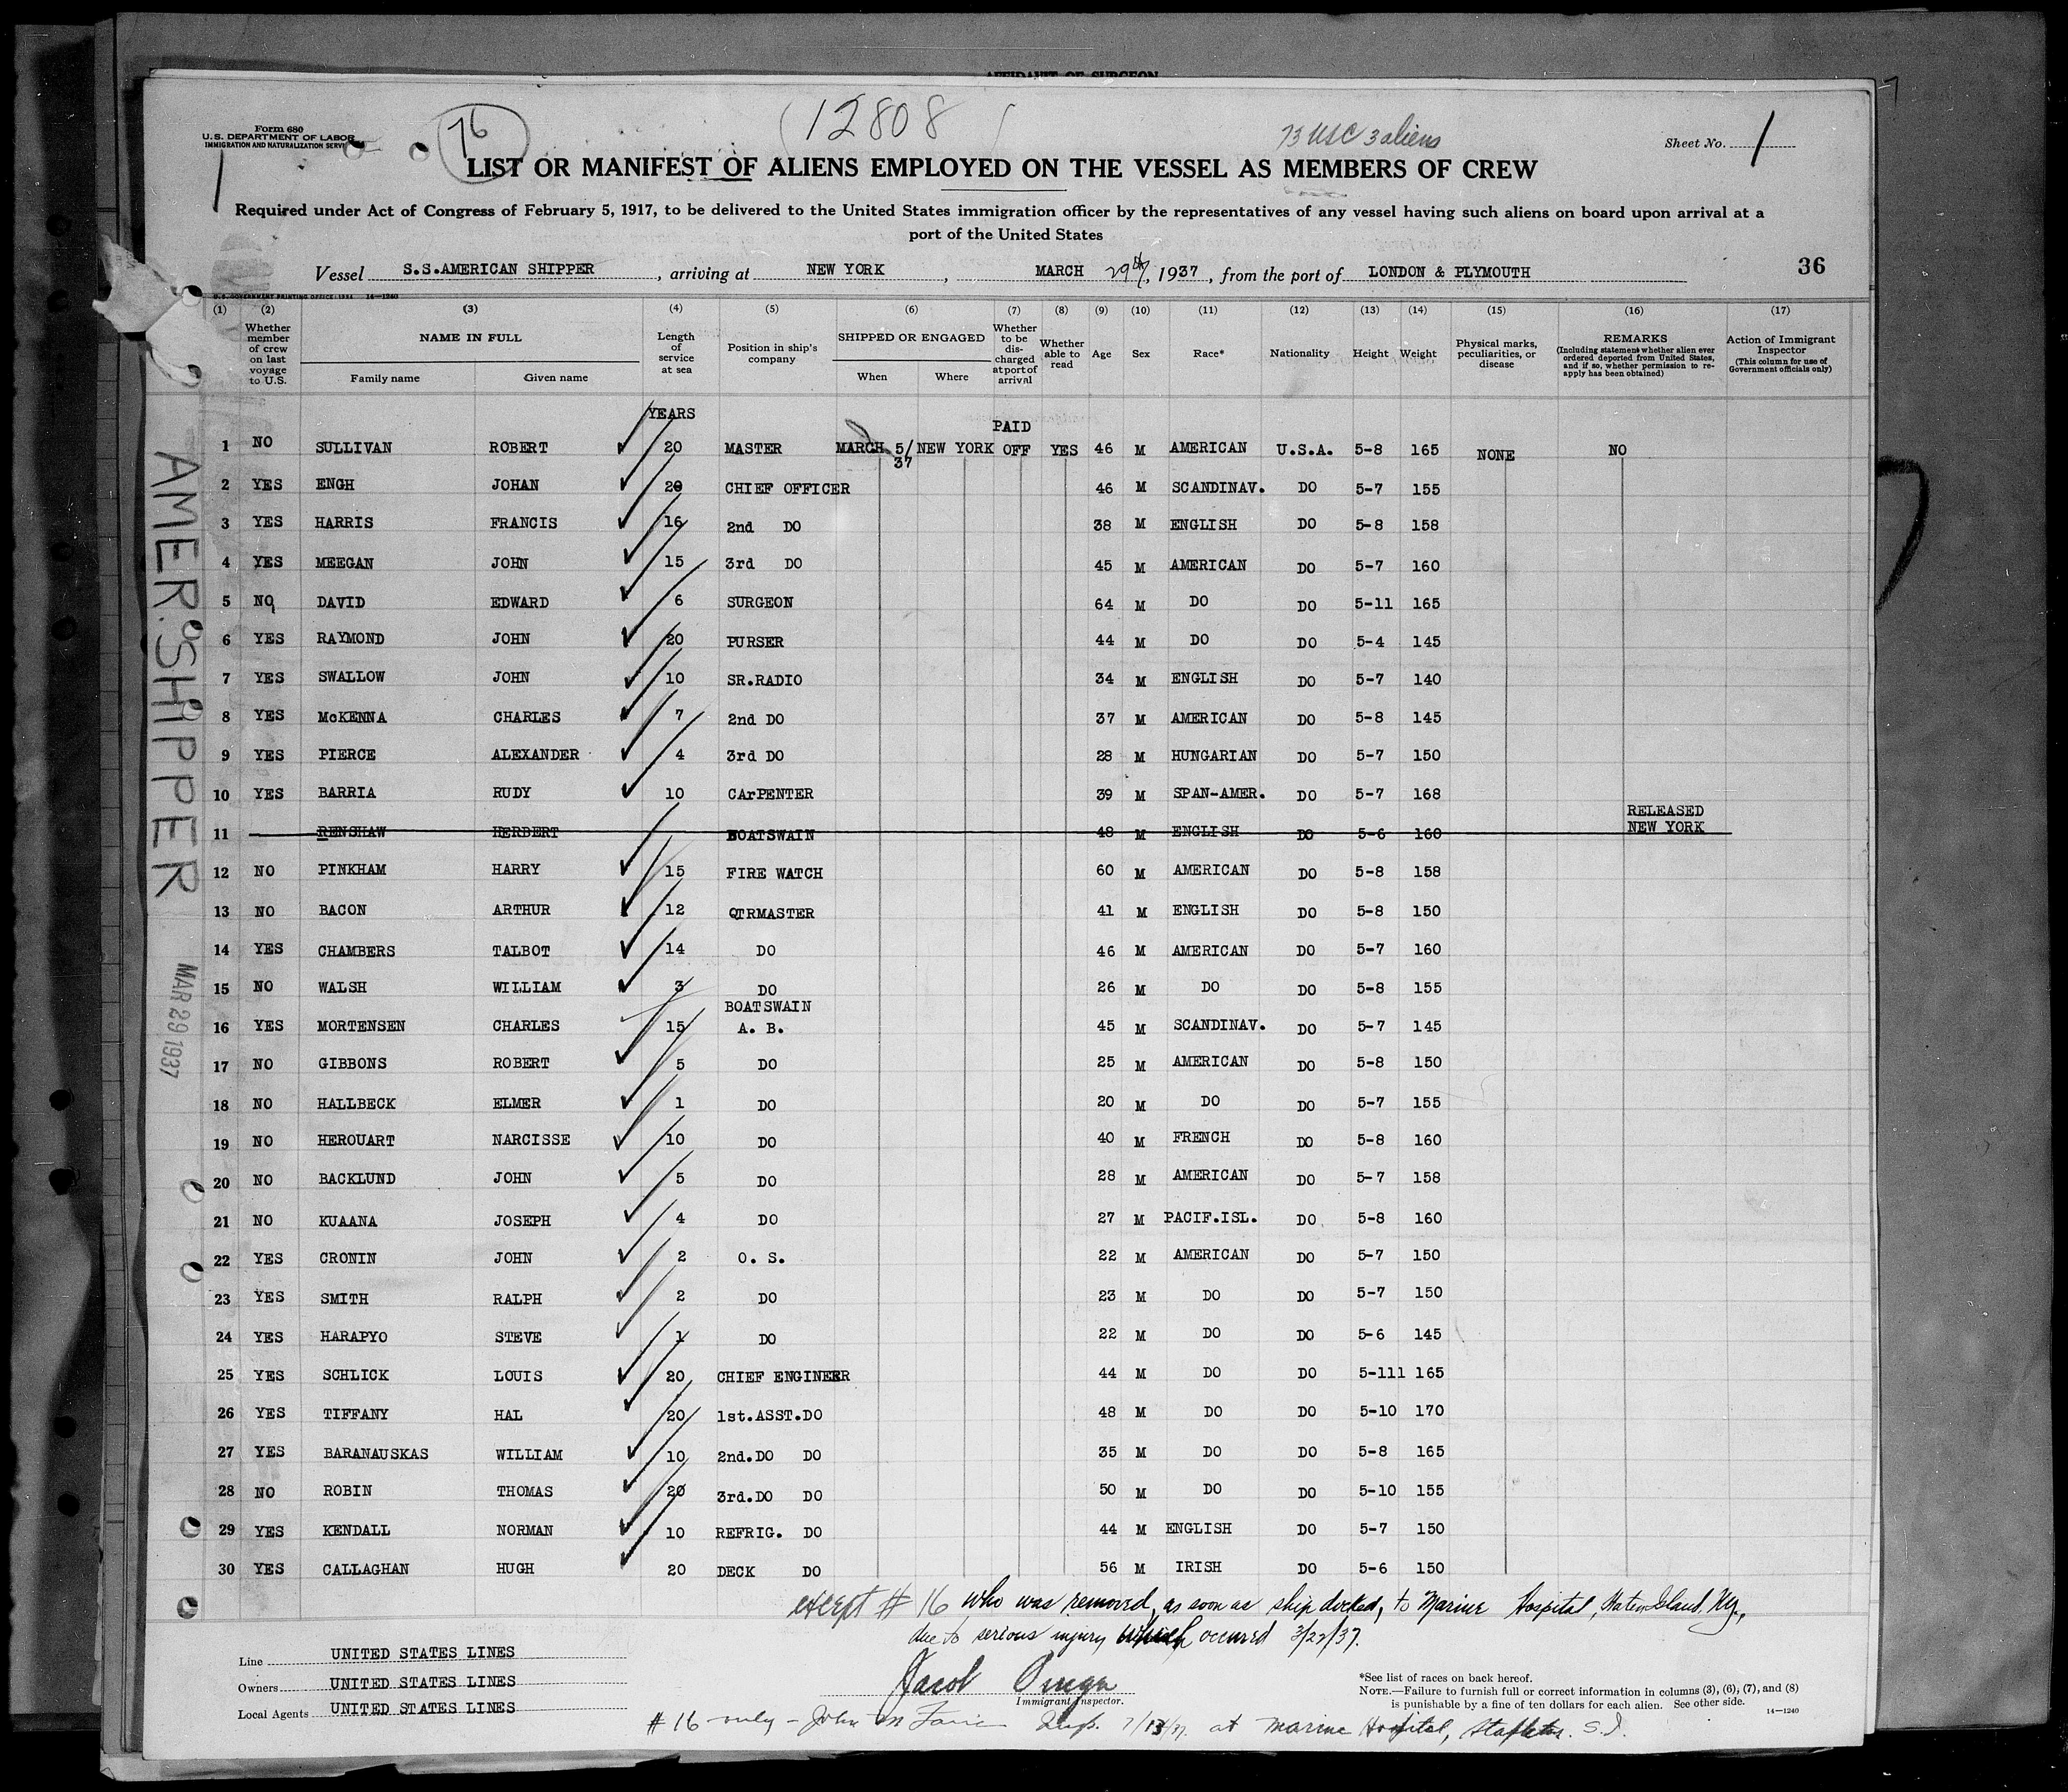 AFFIDAVIT OF SURGEON
Form 680
U.S. DEPARTMENT OF LABOR
IMMIGRATION AND NATURALIZATION SERVICE
76
12808
73 USC 3 aliens
Sheet No. 1
LIST OR MANIFEST OF ALIENS EMPLOYED ON THE VESSEL AS MEMBERS OF CREW
Required under Act of Congress of February 5, 1917, to be delivered to the United States immigration officer by the representatives of any vessel having such aliens on board upon arrival at a
port of the United States
Vessel S.S.AMERICAN SHIPPER, arriving at NEW YORK, MARCH 29th, 1937, from the port of LONDON & PLYMOUTH
36
U.S. GOVERNMENT PRINTING OFFICE: 1934 14—1240
(1) (2) (3) (4) (5) (6) (7) (8) (9) (10) (11) (12) (13) (14) (15) (16) (17)
Whether member of crew on last voyage to U.S.
NAME IN FULL
Family name Given name
Length of service at sea
Position in ship's company
SHIPPED OR ENGAGED
When Where
Whether to be discharged at port of arrival
Whether able to read
Age Sex Race* Nationality Height Weight
Physical marks, peculiarities, or disease
REMARKS
(Including statement whether alien ever ordered deported from United States, and if so, whether permission to reapply has been obtained)
Action of Immigrant Inspector
(This column for use of Government officials only)
YEARS
PAID
1 NO SULLIVAN ROBERT 20 MASTER MARCH 5/ NEW YORK OFF YES 46 M AMERICAN U.S.A. 5-8 165 NONE NO
37
2 YES ENGH JOHAN 20 CHIEF OFFICER 46 M SCANDINAV. DO 5-7 155
3 YES HARRIS FRANCIS 16 2nd DO 38 M ENGLISH DO 5-8 158
4 YES MEEGAN JOHN 15 3rd DO 45 M AMERICAN DO 5-7 160
5 NO DAVID EDWARD 6 SURGEON 64 M DO DO 5-11 165
6 YES RAYMOND JOHN 20 PURSER 44 M DO DO 5-4 145
7 YES SWALLOW JOHN 10 SR.RADIO 34 M ENGLISH DO 5-7 140
8 YES McKENNA CHARLES 7 2nd DO 37 M AMERICAN DO 5-8 145
9 YES PIERCE ALEXANDER 4 3rd DO 28 M HUNGARIAN DO 5-7 150
10 YES BARRIA RUDY 10 CArPENTER 39 M SPAN-AMER. DO 5-7 168
RELEASED
11 RENSHAW HERBERT BOATSWAIN 48 M ENGLISH DO 5-6 160 NEW YORK
12 NO PINKHAM HARRY 15 FIRE WATCH 60 M AMERICAN DO 5-8 158
13 NO BACON ARTHUR 12 QTRMASTER 41 M ENGLISH DO 5-8 150
14 YES CHAMBERS TALBOT 14 DO 46 M AMERICAN DO 5-7 160
15 NO WALSH WILLIAM 3 DO 26 M DO DO 5-8 155
BOATSWAIN
16 YES MORTENSEN CHARLES 15 A. B. 45 M SCANDINAV. DO 5-7 145
17 NO GIBBONS ROBERT 5 DO 25 M AMERICAN DO 5-8 150
18 NO HALLBECK ELMER 1 DO 20 M DO DO 5-7 155
19 NO HEROUART NARCISSE 10 DO 40 M FRENCH DO 5-8 160
20 NO BACKLUND JOHN 5 DO 28 M AMERICAN DO 5-7 158
21 NO KUAANA JOSEPH 4 DO 27 M PACIF.ISL. DO 5-8 160
22 YES CRONIN JOHN 2 O. S. 22 M AMERICAN DO 5-7 150
23 YES SMITH RALPH 2 DO 23 M DO DO 5-7 150
24 YES HARAPYO STEVE 1 DO 22 M DO DO 5-6 145
25 YES SCHLICK LOUIS 20 CHIEF ENGINEER 44 M DO DO 5-111 165
26 YES TIFFANY HAL 20 1st.ASST.DO 48 M DO DO 5-10 170
27 YES BARANAUSKAS WILLIAM 10 2nd.DO DO 35 M DO DO 5-8 165
28 NO ROBIN THOMAS 20 3rd.DO DO 50 M DO DO 5-10 155
29 YES KENDALL NORMAN 10 REFRIG. DO 44 M ENGLISH DO 5-7 150
30 YES CALLAGHAN HUGH 20 DECK DO 56 M IRISH DO 5-6 150
except # 16 who was removed, as soon as ship docked, to Marine Hospital, Staten Island, Ny.,
due to serious injury which occured 3/22/37.
Line UNITED STATES LINES
Owners UNITED STATES LINES
Local Agents UNITED STATES LINES
Jacob
Immigrant Inspector.
*See list of races on back hereof.
NOTE.—Failure to furnish full or correct information in columns (3), (6), (7), and (8)
is punishable by a fine of ten dollars for each alien. See other side.
14—1240
# 16 only – John Insp. 7/13/37. at Marine Hospital, Stapleton. S.I.
AMER. SHIPPER
MAR 29 1937